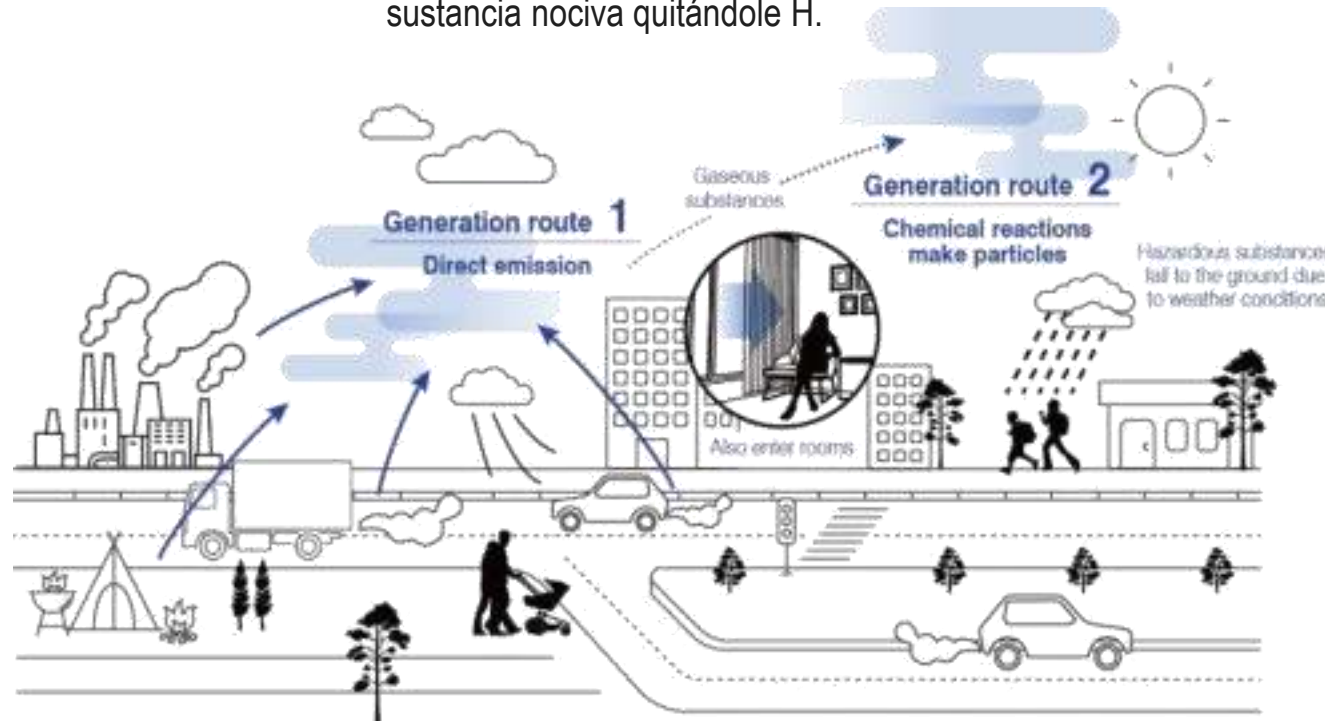 sustancia nociva quitándole H.
Gaseous
substances
Generation route 2
Chemical reactions
make particles
Generation route 1
Direct emission
Hazardous substances
fall to the ground due
to weather conditions
Also enter rooms